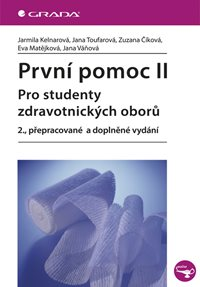 GRADA
Jarmila Kelnarová, Jana Toufarová, Zuzana Číková,
Eva Matějková, Jana Váňová
První pomoc II
Pro studenty
zdravotnických oborů
2., přepracované a doplněné vydání